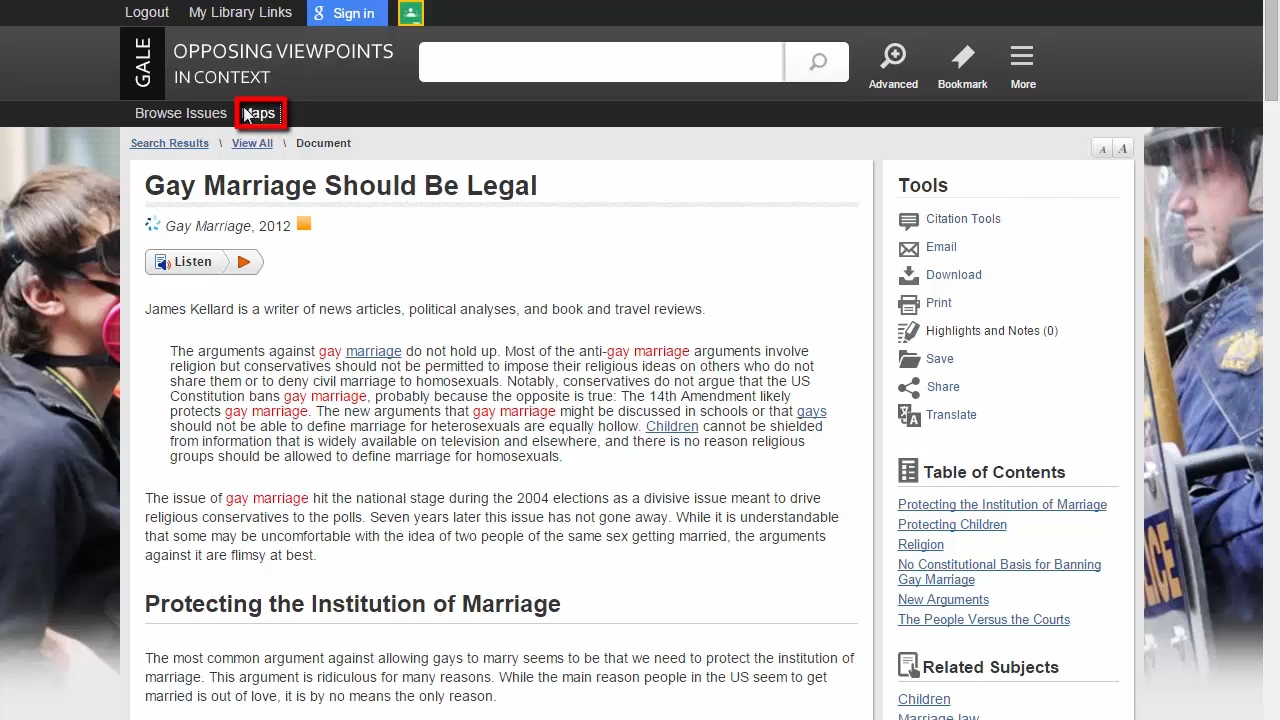 Logout My Library Links g Sign in
GALE
OPPOSING VIEWPOINTS
IN CONTEXT
Advanced Bookmark More
Browse Issues
Search Results \ View All \ Document
A A
Gay Marriage Should Be Legal
Gay Marriage, 2012
Listen
James Kellard is a writer of news articles, political analyses, and book and travel reviews.
The arguments against gay marriage do not hold up. Most of the anti-gay marriage arguments involve
religion but conservatives should not be permitted to impose their religious ideas on others who do not
share them or to deny civil marriage to homosexuals. Notably, conservatives do not argue that the US
Constitution bans gay marriage, probably because the opposite is true: The 14th Amendment likely
protects gay marriage. The new arguments that gay marriage might be discussed in schools or that gays
should not be able to define marriage for heterosexuals are equally hollow. Children cannot be shielded
from information that is widely available on television and elsewhere, and there is no reason religious
groups should be allowed to define marriage for homosexuals.
The issue of gay marriage hit the national stage during the 2004 elections as a divisive issue meant to drive
religious conservatives to the polls. Seven years later this issue has not gone away. While it is understandable
that some may be uncomfortable with the idea of two people of the same sex getting married, the arguments
against it are flimsy at best.
Protecting the Institution of Marriage
The most common argument against allowing gays to marry seems to be that we need to protect the institution of
marriage. This argument is ridiculous for many reasons. While the main reason people in the US seem to get
married is out of love, it is by no means the only reason.
Tools
Citation Tools
Email
Download
Print
Highlights and Notes (0)
Save
Share
Translate
Table of Contents
Protecting the Institution of Marriage
Protecting Children
Religion
No Constitutional Basis for Banning
Gay Marriage
New Arguments
The People Versus the Courts
Related Subjects
Children
Marriage law